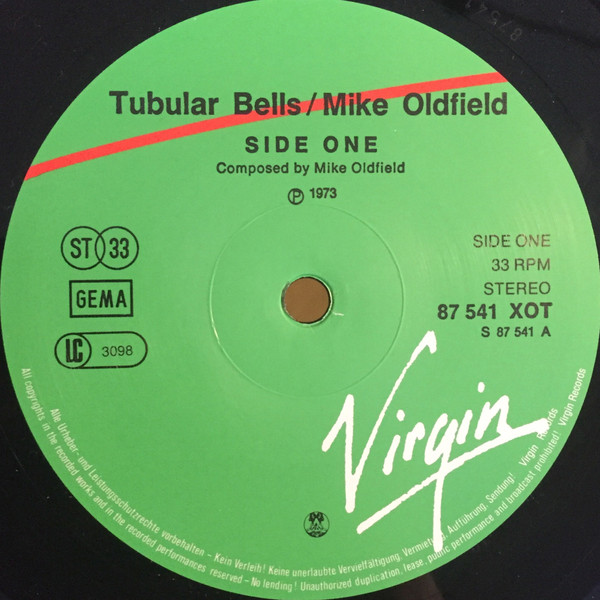 Tubular Bells/Mike Oldfield
SIDE ONE
Composed by Mike Oldfield
Ⓟ 1973
ST 33
GEMA
LC 3098
SIDE ONE
33 RPM
STEREO
87 541 XOT
S 87 541 A
Virgin
Alle Urheber- und Leistungsschutzrechte vorbehalten – Kein Verleih! Keine unerlaubte Vervielfältigung, Vermietung, Aufführung, Sendung! Virgin Records
All copyrights in the recorded works and in the recorded performances reserved – No lending! Unauthorized duplication, lease, public performance and broadcast prohibited! Virgin Records
87541